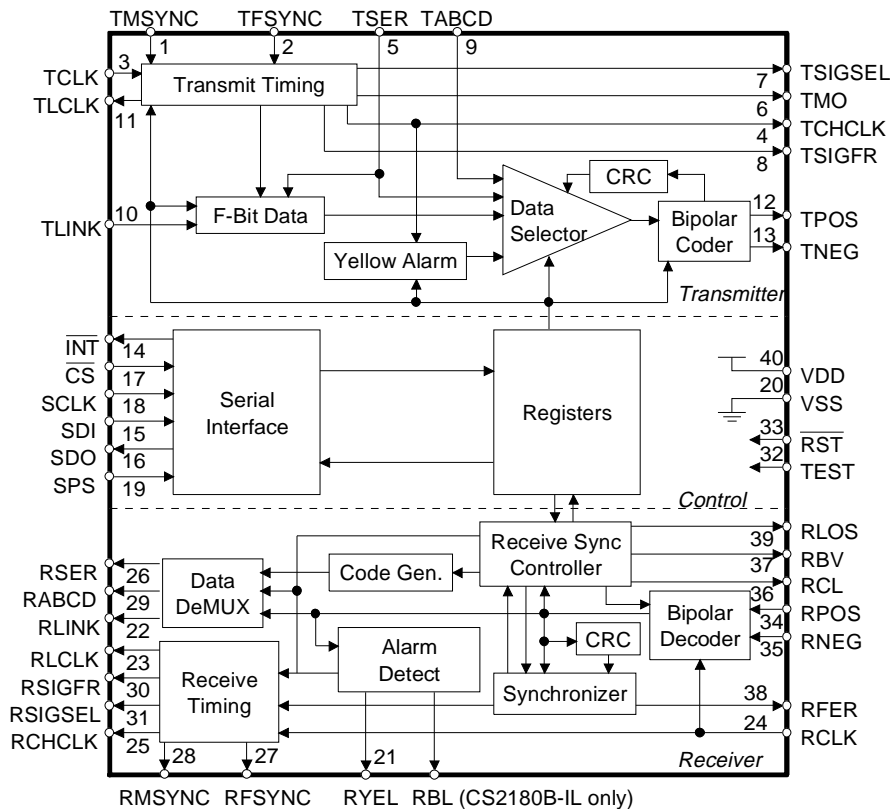 TMSYNC TFSYNC TSER TABCD
1 2 5 9
TCLK 3
TLCLK 11
Transmit Timing
7 TSIGSEL
6 TMO
4 TCHCLK
8 TSIGFR
CRC
TLINK 10
F-Bit Data
Data
Selector
Bipolar
Coder
12 TPOS
13 TNEG
Yellow Alarm
Transmitter
INT 14
CS 17
SCLK 18
SDI 15
SDO 16
SPS 19
Serial
Interface
Registers
40 VDD
20 VSS
33 RST
32 TEST
Control
Receive Sync
Controller
39 RLOS
37 RBV
36 RCL
34 RPOS
35 RNEG
RSER 26
RABCD 29
RLINK 22
Data
DeMUX
Code Gen.
Bipolar
Decoder
RLCLK 23
RSIGFR 30
RSIGSEL 31
RCHCLK 25
Receive
Timing
Alarm
Detect
CRC
Synchronizer
38 RFER
24 RCLK
28 27 21
Receiver
RMSYNC RFSYNC RYEL RBL (CS2180B-IL only)